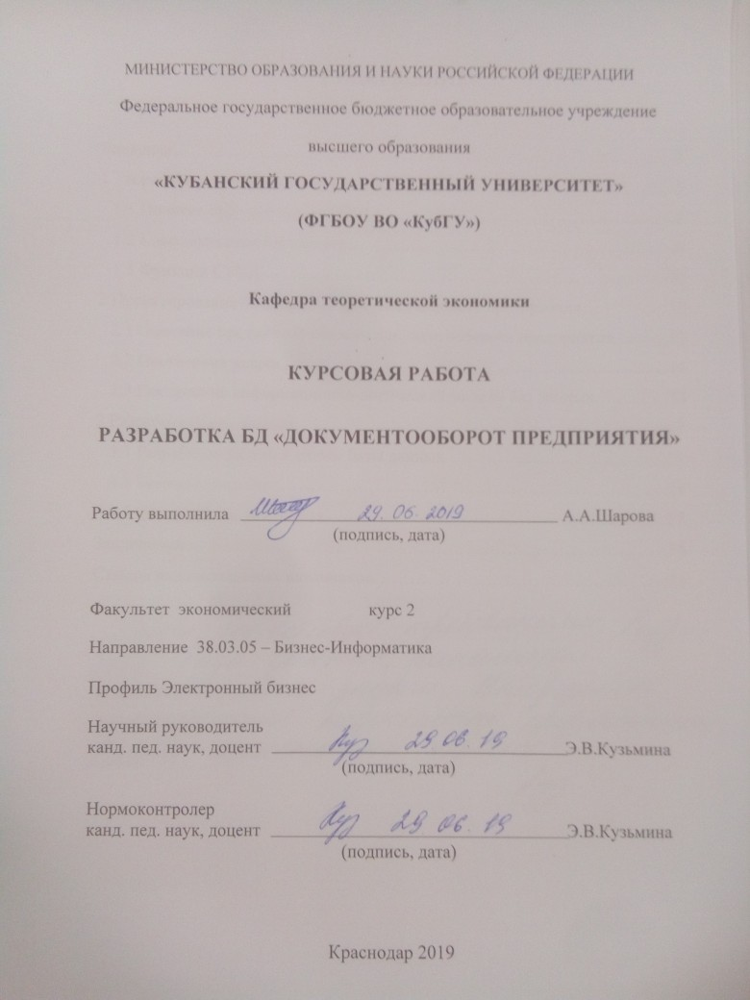 МИНИСТЕРСТВО ОБРАЗОВАНИЯ И НАУКИ РОССИЙСКОЙ ФЕДЕРАЦИИ
Федеральное государственное бюджетное образовательное учреждение
высшего образования
«КУБАНСКИЙ ГОСУДАРСТВЕННЫЙ УНИВЕРСИТЕТ»
(ФГБОУ ВО «КубГУ»)
Кафедра теоретической экономики
КУРСОВАЯ РАБОТА
РАЗРАБОТКА БД «ДОКУМЕНТООБОРОТ ПРЕДПРИЯТИЯ»
Работу выполнила 29.06.2019 А.А.Шарова
(подпись, дата)
Факультет экономический курс 2
Направление 38.03.05 – Бизнес-Информатика
Профиль Электронный бизнес
Научный руководитель
канд. пед. наук, доцент 29 06. 19 Э.В.Кузьмина
(подпись, дата)
Нормоконтролер
канд. пед. наук, доцент 29 06. 19 Э.В.Кузьмина
(подпись, дата)
Краснодар 2019